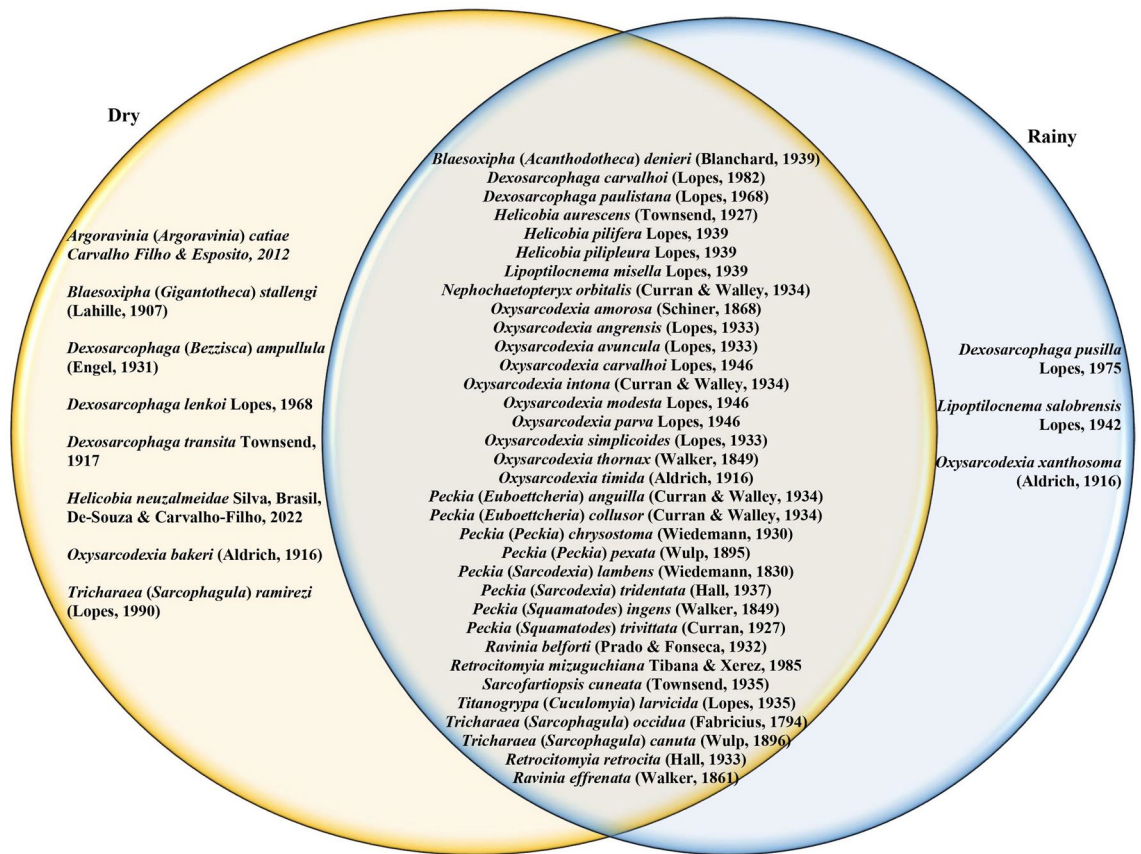 Dry
Rainy
Argoravinia (Argoravinia) catiae
Carvalho Filho & Esposito, 2012
Blaesoxipha (Gigantotheca) stallengi
(Lahille, 1907)
Dexosarcophaga (Bezzisca) ampullula
(Engel, 1931)
Dexosarcophaga lenkoi Lopes, 1968
Dexosarcophaga transita Townsend,
1917
Helicobia neuzalmeidae Silva, Brasil,
De-Souza & Carvalho-Filho, 2022
Oxysarcodexia bakeri (Aldrich, 1916)
Tricharaea (Sarcophagula) ramirezi
(Lopes, 1990)
Blaesoxipha (Acanthodotheca) denieri (Blanchard, 1939)
Dexosarcophaga carvalhoi (Lopes, 1982)
Dexosarcophaga paulistana (Lopes, 1968)
Helicobia aurescens (Townsend, 1927)
Helicobia pilifera Lopes, 1939
Helicobia pilipleura Lopes, 1939
Lipoptilocnema misella Lopes, 1939
Nephochaetopteryx orbitalis (Curran & Walley, 1934)
Oxysarcodexia amorosa (Schiner, 1868)
Oxysarcodexia angrensis (Lopes, 1933)
Oxysarcodexia avuncula (Lopes, 1933)
Oxysarcodexia carvalhoi Lopes, 1946
Oxysarcodexia intona (Curran & Walley, 1934)
Oxysarcodexia modesta Lopes, 1946
Oxysarcodexia parva Lopes, 1946
Oxysarcodexia simplicoides (Lopes, 1933)
Oxysarcodexia thornax (Walker, 1849)
Oxysarcodexia timida (Aldrich, 1916)
Peckia (Euboettcheria) anguilla (Curran & Walley, 1934)
Peckia (Euboettcheria) collusor (Curran & Walley, 1934)
Peckia (Peckia) chrysostoma (Wiedemann, 1930)
Peckia (Peckia) pexata (Wulp, 1895)
Peckia (Sarcodexia) lambens (Wiedemann, 1830)
Peckia (Sarcodexia) tridentata (Hall, 1937)
Peckia (Squamatodes) ingens (Walker, 1849)
Peckia (Squamatodes) trivittata (Curran, 1927)
Ravinia belforti (Prado & Fonseca, 1932)
Retrocitomyia mizuguchiana Tibana & Xerez, 1985
Sarcofartiopsis cuneata (Townsend, 1935)
Titanogrypa (Cuculomyia) larvicida (Lopes, 1935)
Tricharaea (Sarcophagula) occidua (Fabricius, 1794)
Tricharaea (Sarcophagula) canuta (Wulp, 1896)
Retrocitomyia retrocita (Hall, 1933)
Ravinia effrenata (Walker, 1861)
Dexosarcophaga pusilla
Lopes, 1975
Lipoptilocnema salobrensis
Lopes, 1942
Oxysarcodexia xanthosoma
(Aldrich, 1916)